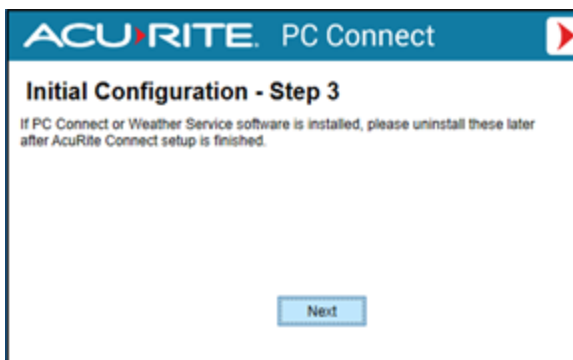 ACU›RITE. PC Connect
Initial Configuration - Step 3
If PC Connect or Weather Service software is installed, please uninstall these later
after AcuRite Connect setup is finished.
Next